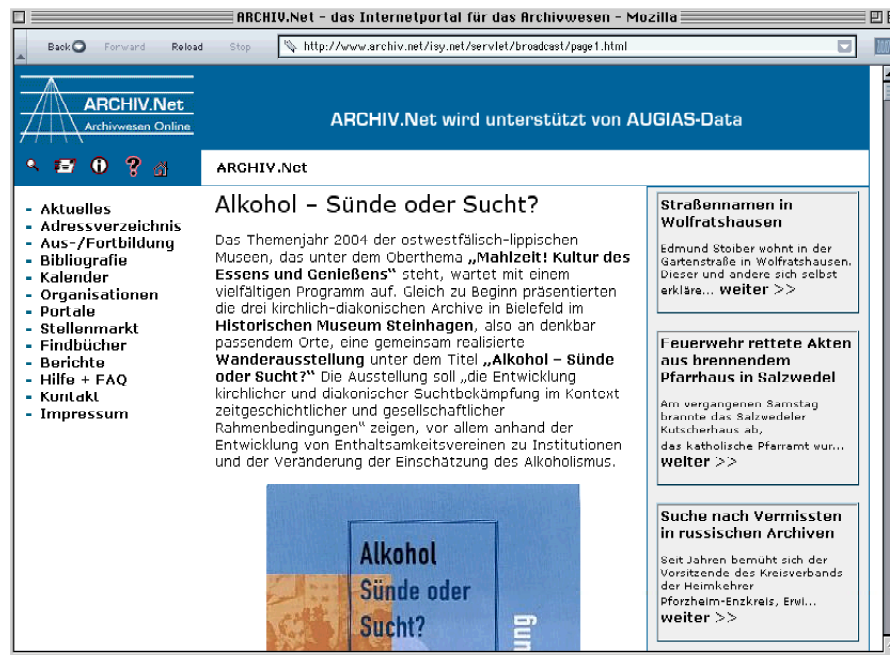 ARCHIV.Net - das Internetportal für das Archivwesen - Mozilla
Back Forward Reload Stop http://www.archiv.net/isy.net/servlet/broadcast/page1.html
ARCHIV.Net
Archivwesen Online
ARCHIV.Net wird unterstützt von AUGIAS-Data
ARCHIV.Net
- Aktuelles
- Adressverzeichnis
- Aus-/Fortbildung
- Bibliografie
- Kalender
- Organisationen
- Portale
- Stellenmarkt
- Findbücher
- Berichte
- Hilfe + FAQ
- Kontakt
- Impressum
Alkohol – Sünde oder Sucht?
Das Themenjahr 2004 der ostwestfälisch-lippischen
Museen, das unter dem Oberthema „Mahlzeit! Kultur des
Essens und Genießens“ steht, wartet mit einem
vielfältigen Programm auf. Gleich zu Beginn präsentierten
die drei kirchlich-diakonischen Archive in Bielefeld im
Historischen Museum Steinhagen, also an denkbar
passendem Orte, eine gemeinsam realisierte
Wanderausstellung unter dem Titel „Alkohol – Sünde
oder Sucht?“ Die Ausstellung soll „die Entwicklung
kirchlicher und diakonischer Suchtbekämpfung im Kontext
zeitgeschichtlicher und gesellschaftlicher
Rahmenbedingungen“ zeigen, vor allem anhand der
Entwicklung von Enthaltsamkeitsvereinen zu Institutionen
und der Veränderung der Einschätzung des Alkoholismus.
Alkohol
Sünde oder
Sucht?
ung
Straßennamen in
Wolfratshausen
Edmund Stoiber wohnt in der
Gartenstraße in Wolfratshausen.
Dieser und andere sich selbst
erkläre... weiter >>
Feuerwehr rettete Akten
aus brennendem
Pfarrhaus in Salzwedel
Am vergangenen Samstag
brannte das Salzwedeler
Kutscherhaus ab,
das katholische Pfarramt wur...
weiter >>
Suche nach Vermissten
in russischen Archiven
Seit Jahren bemüht sich der
Vorsitzende des Kreisverbands
der Heimkehrer
Pforzheim-Enzkreis, Erwi...
weiter >>